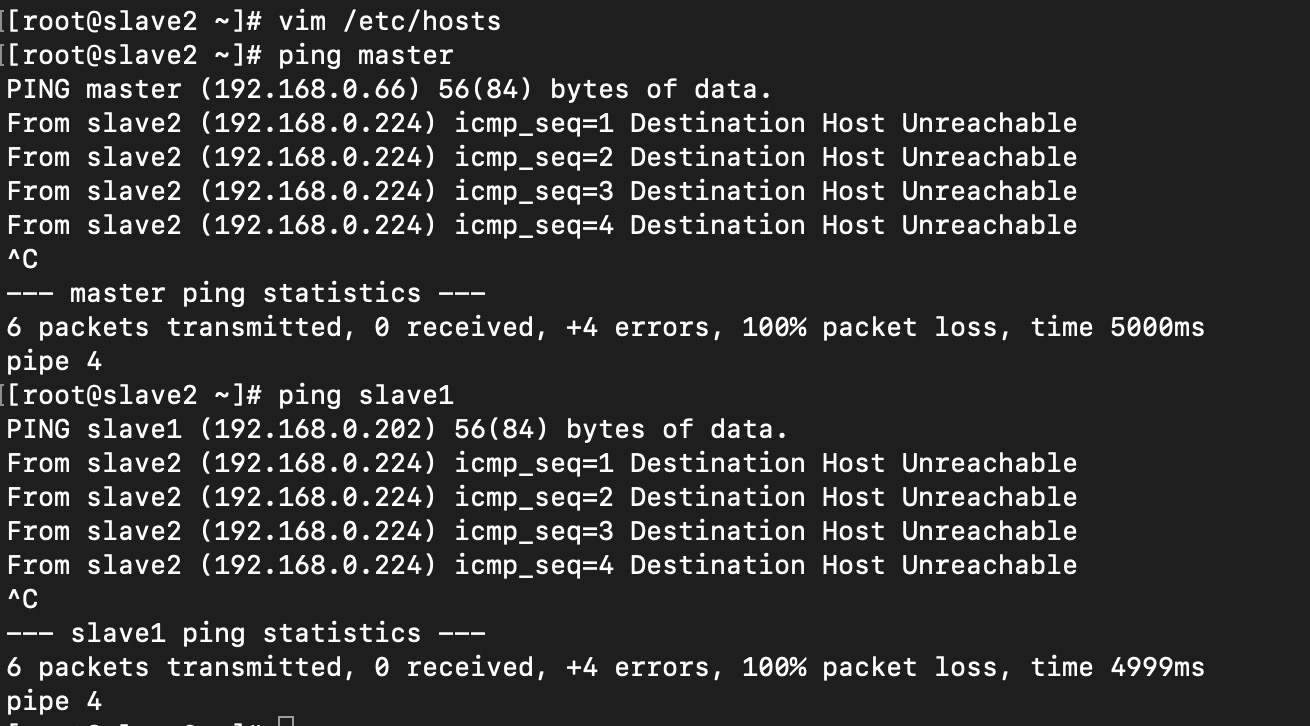 [[root@slave2 ~]# vim /etc/hosts
[[root@slave2 ~]# ping master
PING master (192.168.0.66) 56(84) bytes of data.
From slave2 (192.168.0.224) icmp_seq=1 Destination Host Unreachable
From slave2 (192.168.0.224) icmp_seq=2 Destination Host Unreachable
From slave2 (192.168.0.224) icmp_seq=3 Destination Host Unreachable
From slave2 (192.168.0.224) icmp_seq=4 Destination Host Unreachable
^C
--- master ping statistics ---
6 packets transmitted, 0 received, +4 errors, 100% packet loss, time 5000ms
pipe 4
[[root@slave2 ~]# ping slave1
PING slave1 (192.168.0.202) 56(84) bytes of data.
From slave2 (192.168.0.224) icmp_seq=1 Destination Host Unreachable
From slave2 (192.168.0.224) icmp_seq=2 Destination Host Unreachable
From slave2 (192.168.0.224) icmp_seq=3 Destination Host Unreachable
From slave2 (192.168.0.224) icmp_seq=4 Destination Host Unreachable
^C
--- slave1 ping statistics ---
6 packets transmitted, 0 received, +4 errors, 100% packet loss, time 4999ms
pipe 4